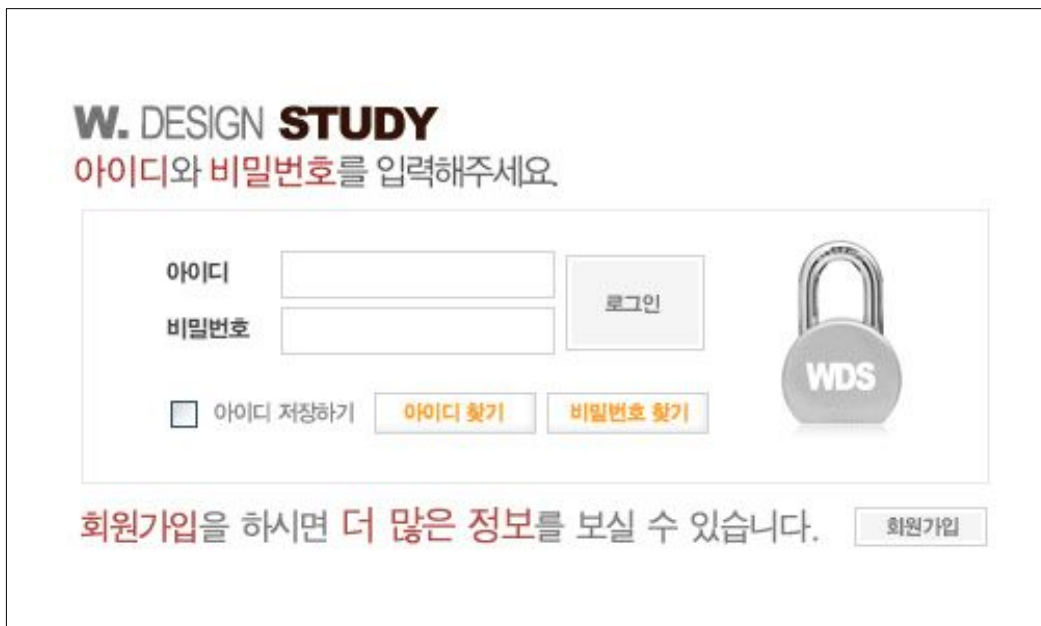 W. DESIGN STUDY
아이디와 비밀번호를 입력해주세요.
아이디
로그인
비밀번호
WDS
아이디 저장하기 아이디 찾기 비밀번호 찾기
회원가입을 하시면 더 많은 정보를 보실 수 있습니다. 회원가입